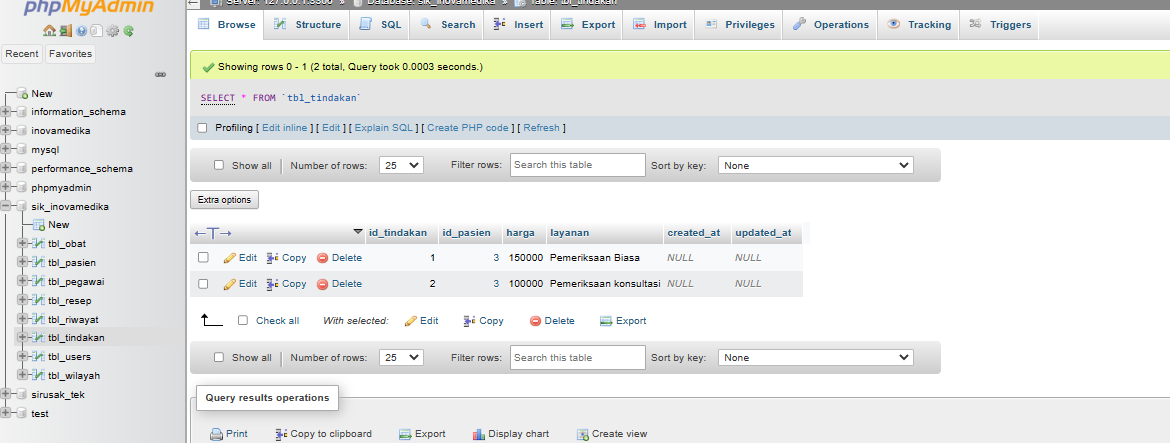 phpMyAdmin
Server: 127.0.0.1:3306 » Database: sik_inovamedika » Table: tbl_tindakan
Browse Structure SQL Search Insert Export Import Privileges Operations Tracking Triggers
Recent Favorites
New
information_schema
inovamedika
mysql
performance_schema
phpmyadmin
sik_inovamedika
New
tbl_obat
tbl_pasien
tbl_pegawai
tbl_resep
tbl_riwayat
tbl_tindakan
tbl_users
tbl_wilayah
sirusak_tek
test
Showing rows 0 - 1 (2 total, Query took 0.0003 seconds.)
SELECT * FROM `tbl_tindakan`
Profiling [ Edit inline ] [ Edit ] [ Explain SQL ] [ Create PHP code ] [ Refresh ]
Show all Number of rows: 25 Filter rows: Search this table Sort by key: None
Extra options
←T→ id_tindakan id_pasien harga layanan created_at updated_at
Edit Copy Delete 1 3 150000 Pemeriksaan Biasa NULL NULL
Edit Copy Delete 2 3 100000 Pemeriksaan konsultasi NULL NULL
Check all With selected: Edit Copy Delete Export
Show all Number of rows: 25 Filter rows: Search this table Sort by key: None
Query results operations
Print Copy to clipboard Export Display chart Create view